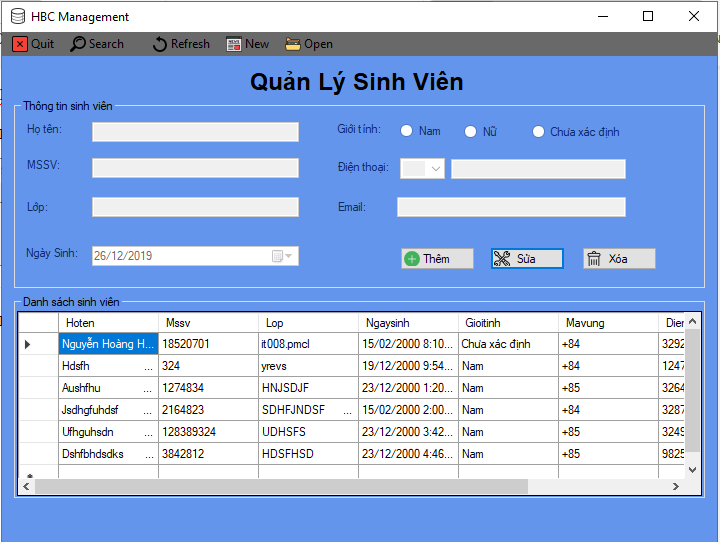 HBC Management
Quit Search Refresh New Open
Quản Lý Sinh Viên
Thông tin sinh viên
Họ tên: Giới tính: Nam Nữ Chưa xác định
MSSV: Điện thoại:
Lớp: Email:
Ngày Sinh: 26/12/2019 Thêm Sửa Xóa
Danh sách sinh viên
Hoten Mssv Lop Ngaysinh Gioitinh Mavung Dien
Nguyễn Hoàng H... 18520701 it008.pmcl 15/02/2000 8:10... Chưa xác định +84 3292
Hdsfh ... 324 yrevs 19/12/2000 9:54... Nam +84 1247
Aushfhu ... 1274834 HNJSDJF 23/12/2000 1:20... Nam +85 3264
Jsdhgfuhdsf ... 2164823 SDHFJNDSF ... 15/02/2000 2:00... Nam +84 3287
Ufhguhsdn ... 128389324 UDHSFS 23/12/2000 3:42... Nam +85 3249
Dshfbhdsdks ... 3842812 HDSFHSD 23/12/2000 4:46... Nam +85 9825